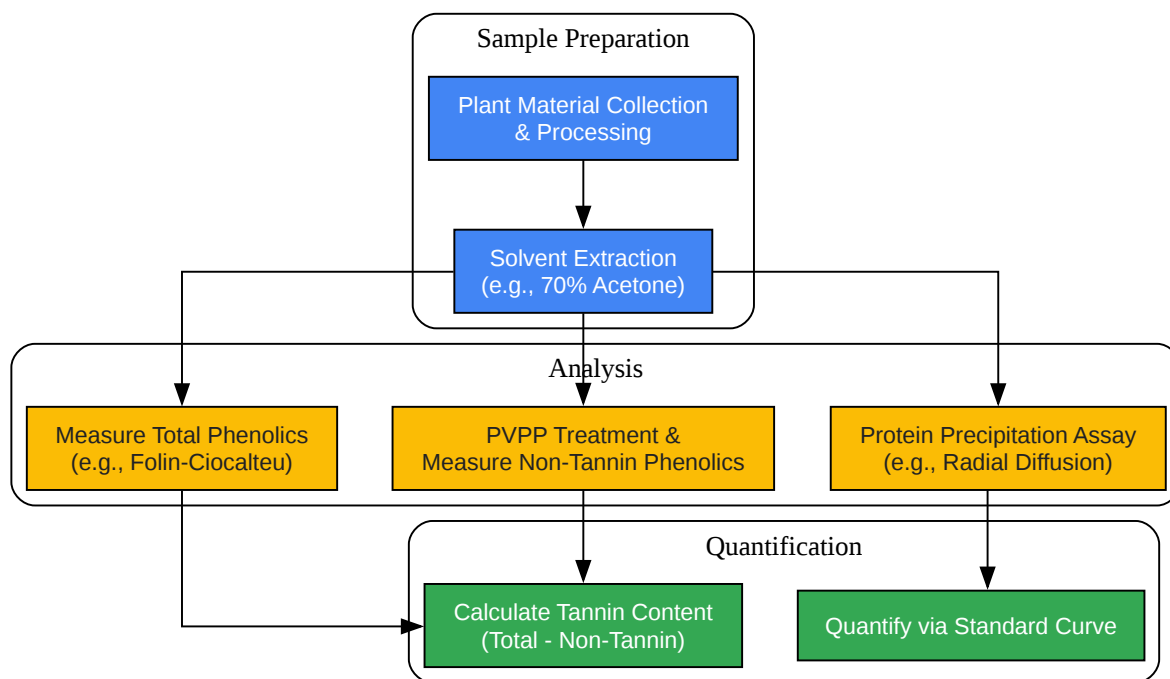 Sample Preparation
Plant Material Collection
& Processing
Solvent Extraction
(e.g., 70% Acetone)
Analysis
Measure Total Phenolics
(e.g., Folin-Ciocalteu)
PVPP Treatment &
Measure Non-Tannin Phenolics
Protein Precipitation Assay
(e.g., Radial Diffusion)
Quantification
Calculate Tannin Content
(Total - Non-Tannin)
Quantify via Standard Curve